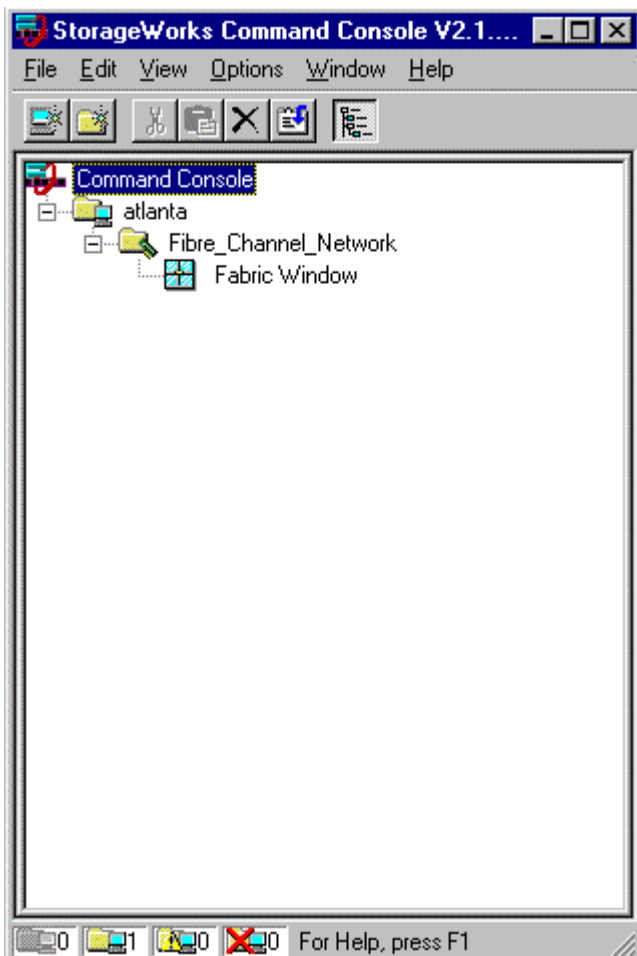 StorageWorks Command Console V2.1....
File Edit View Options Window Help
Command Console
atlanta
Fibre_Channel_Network
Fabric Window
0 1 0 0 For Help, press F1